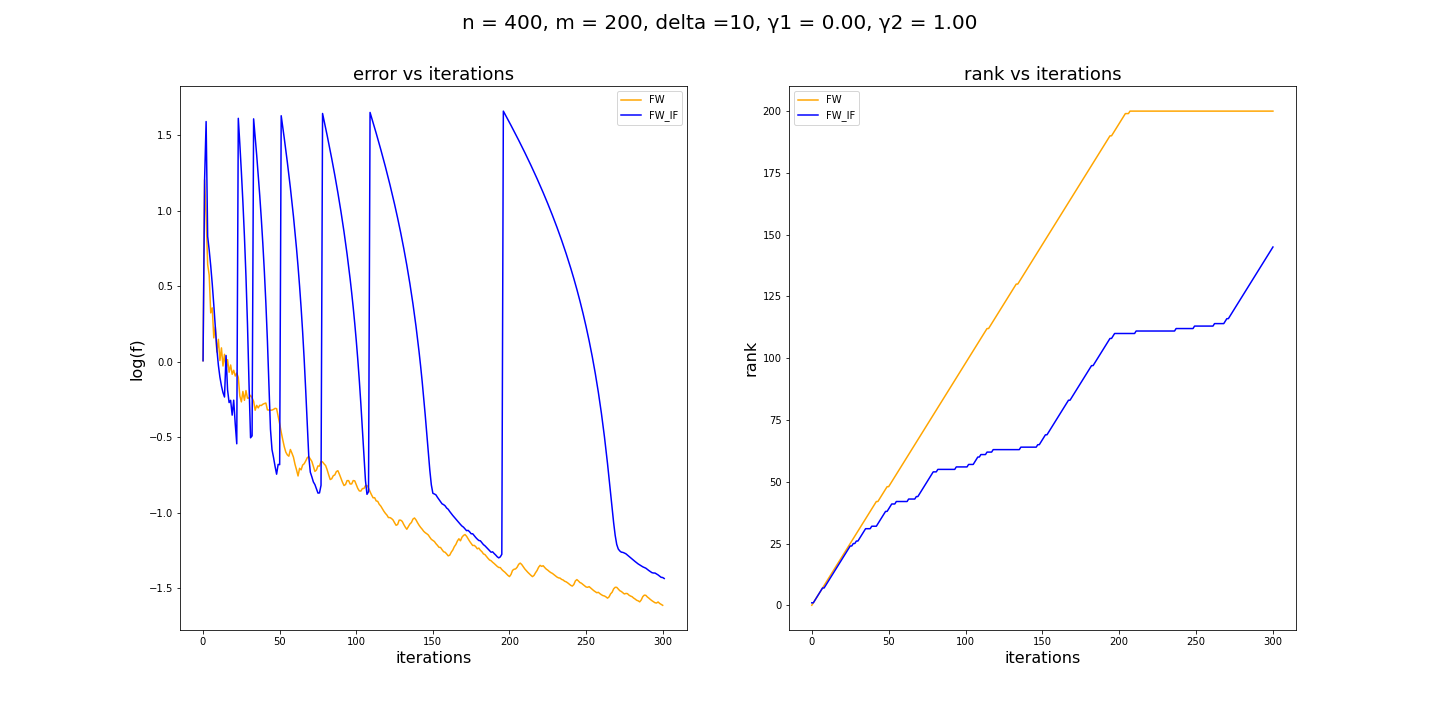 n = 400, m = 200, delta =10, γ1 = 0.00, γ2 = 1.00
error vs iterations
FW
FW_IF
log(f)
1.5
1.0
0.5
0.0
−0.5
−1.0
−1.5
0 50 100 150 200 250 300
iterations
rank vs iterations
FW
FW_IF
rank
200
175
150
125
100
75
50
25
0
0 50 100 150 200 250 300
iterations